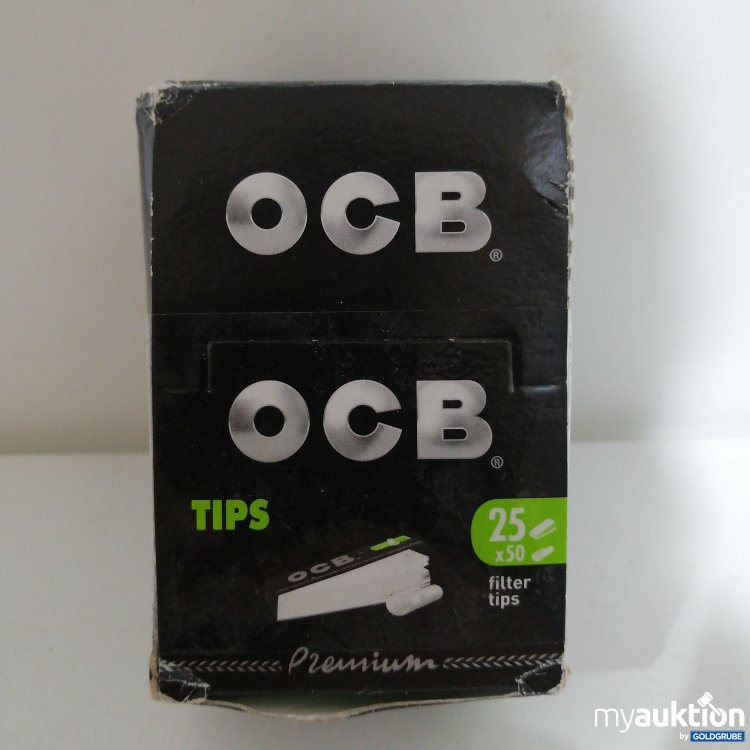 OCB®
OCB®
TIPS
25
x50
filter
tips
OCB
Premium
myauktion
by GOLDGRUBE